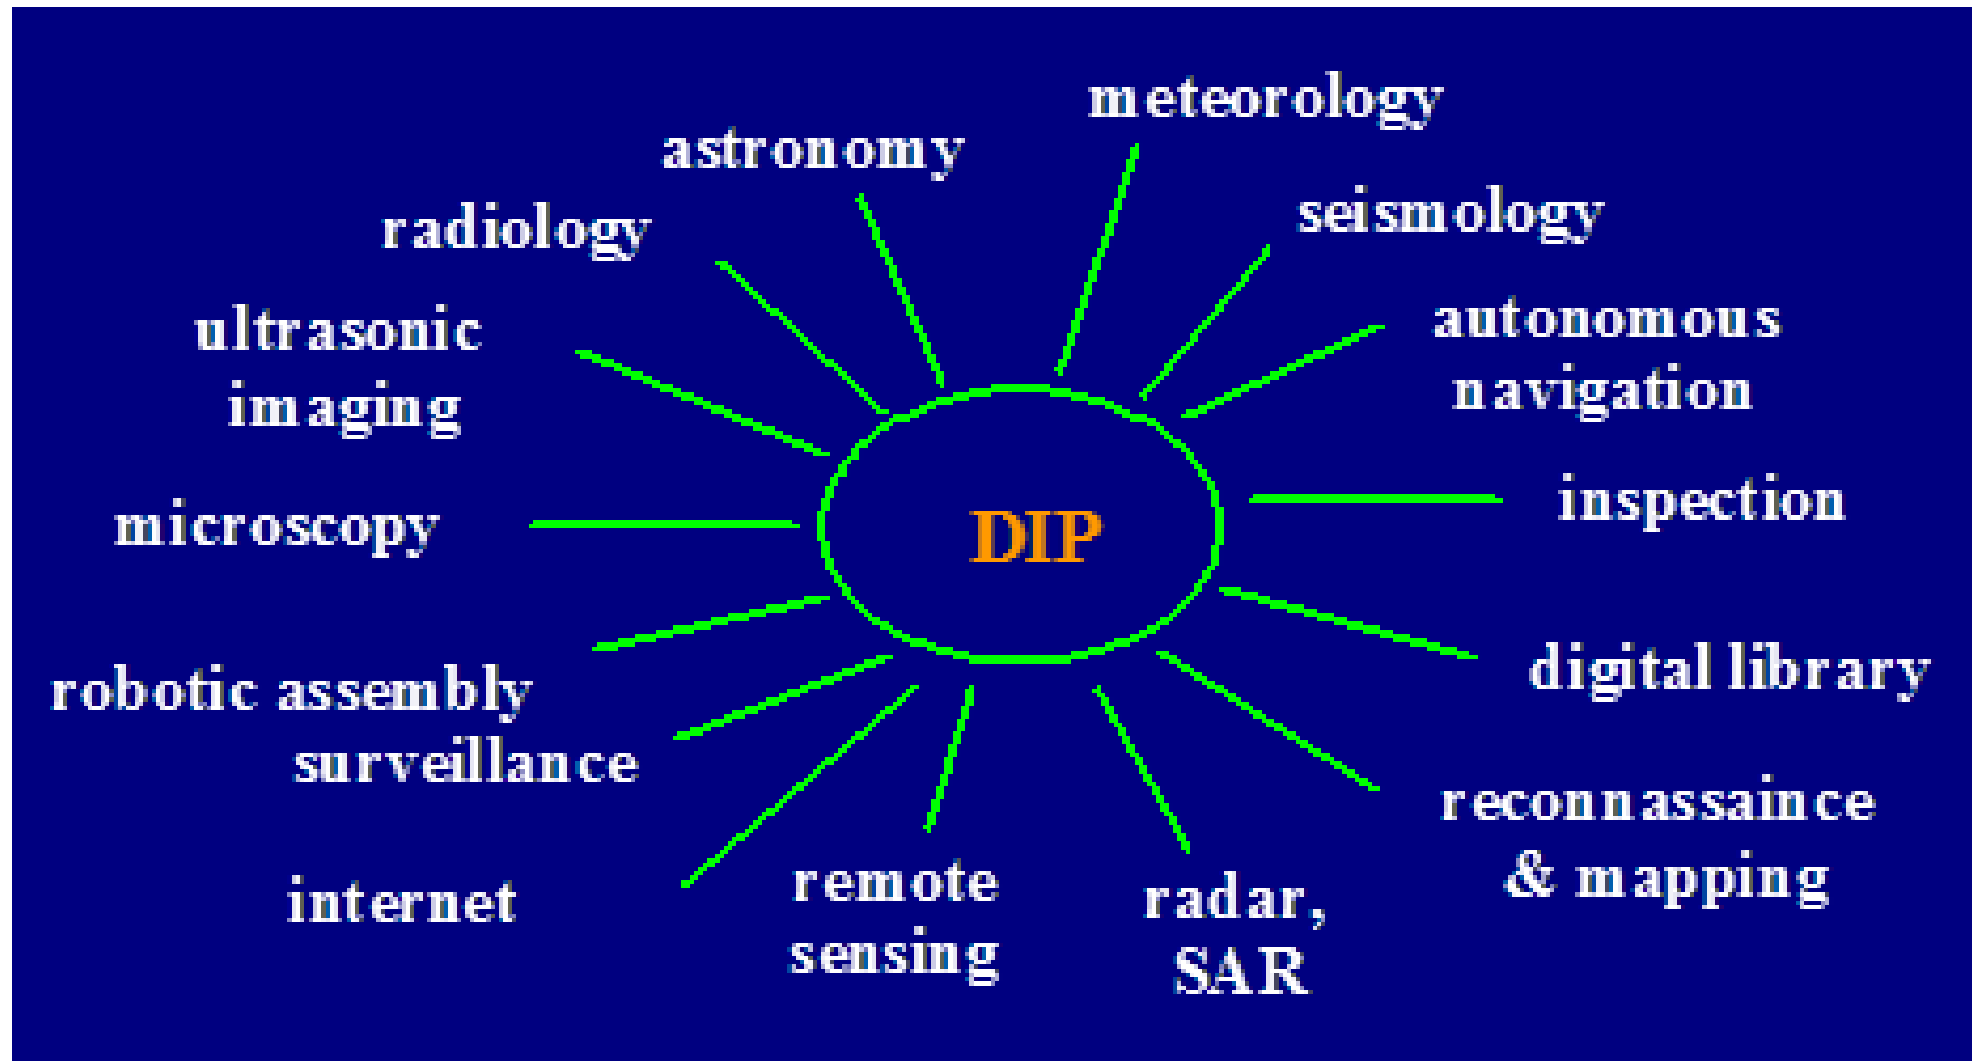 meteorology
astronomy
seismology
radiology
autonomous
navigation
ultrasonic
imaging
inspection
microscopy
DIP
digital library
robotic assembly
surveillance
reconnassaince
& mapping
internet
remote
sensing
radar,
SAR